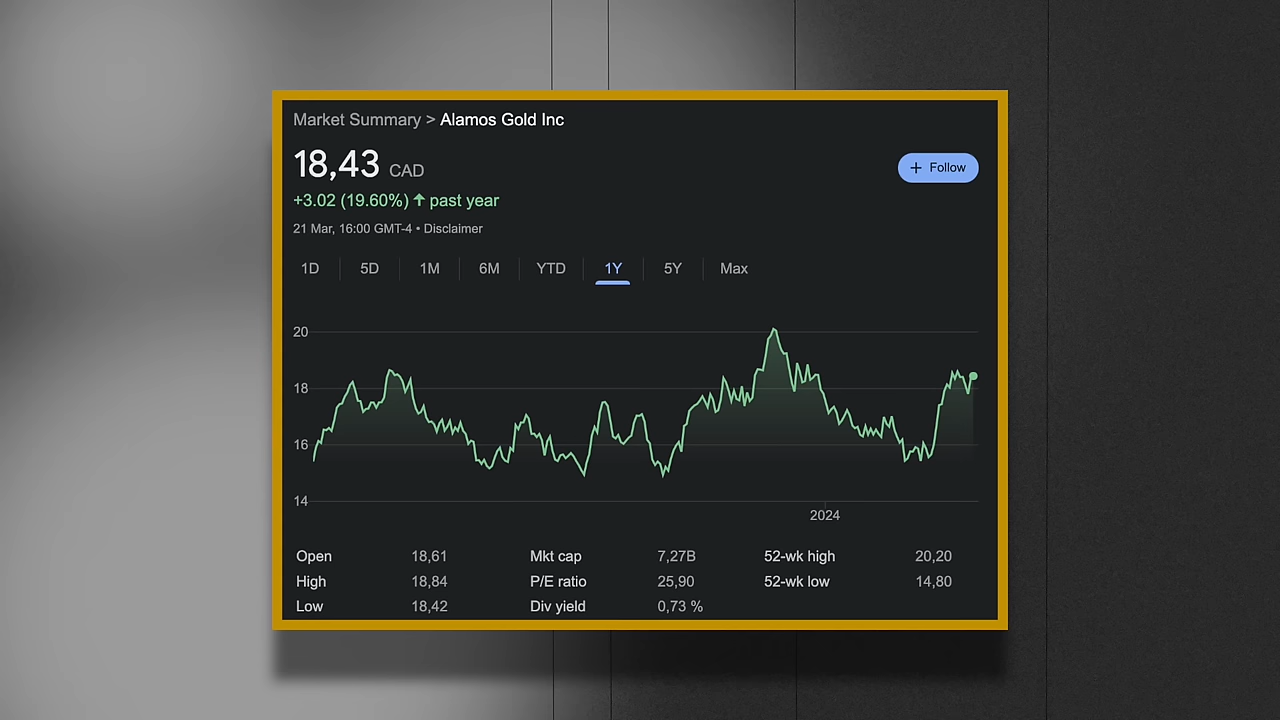 Market Summary > Alamos Gold Inc
18,43 CAD
+ Follow
+3.02 (19.60%) ↑ past year
21 Mar, 16:00 GMT-4 • Disclaimer
1D 5D 1M 6M YTD 1Y 5Y Max
20
18
16
14
2024
Open 18,61 Mkt cap 7,27B 52-wk high 20,20
High 18,84 P/E ratio 25,90 52-wk low 14,80
Low 18,42 Div yield 0,73 %